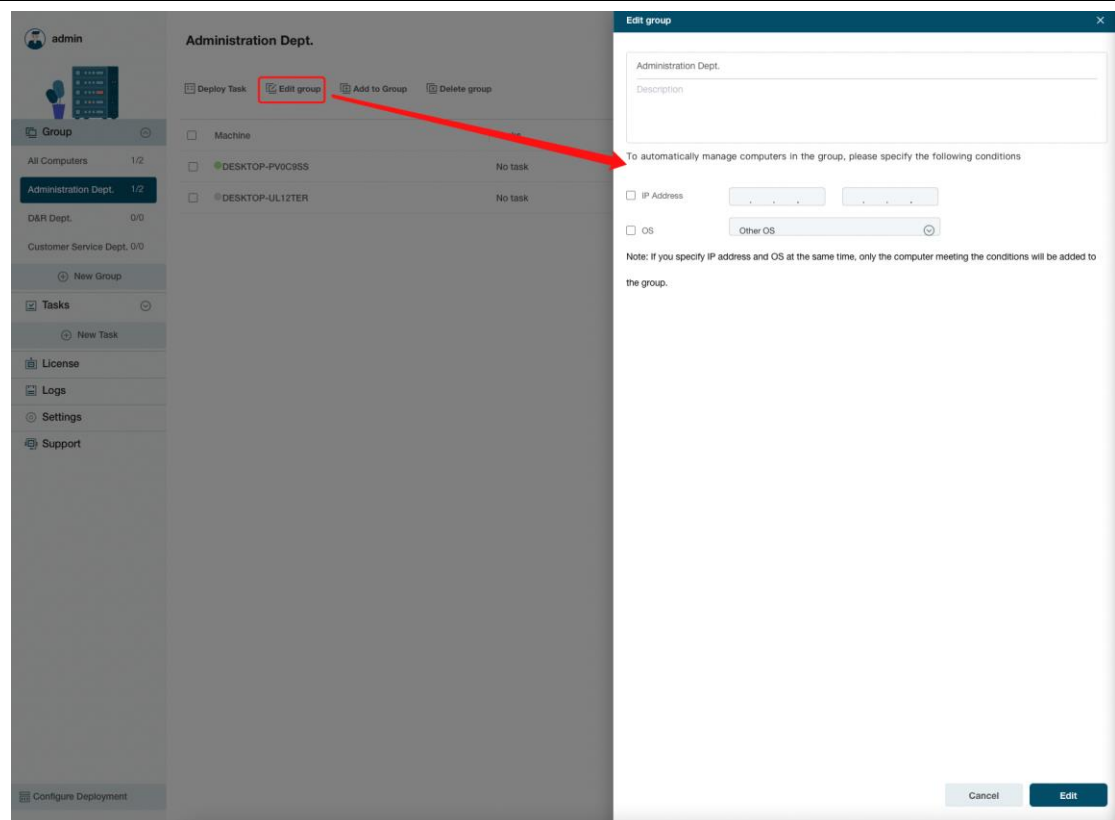 admin
Group
All Computers 1/2
Administration Dept. 1/2
D&R Dept. 0/0
Customer Service Dept. 0/0
New Group
Tasks
New Task
License
Logs
Settings
Support
Configure Deployment
Administration Dept.
Deploy Task Edit group Add to Group Delete group
Machine
DESKTOP-PV0C9SS No task
DESKTOP-UL12TER No task
Edit group
Administration Dept.
Description
To automatically manage computers in the group, please specify the following conditions
IP Address . . . . . .
OS Other OS
Note: If you specify IP address and OS at the same time, only the computer meeting the conditions will be added to
the group.
Cancel Edit